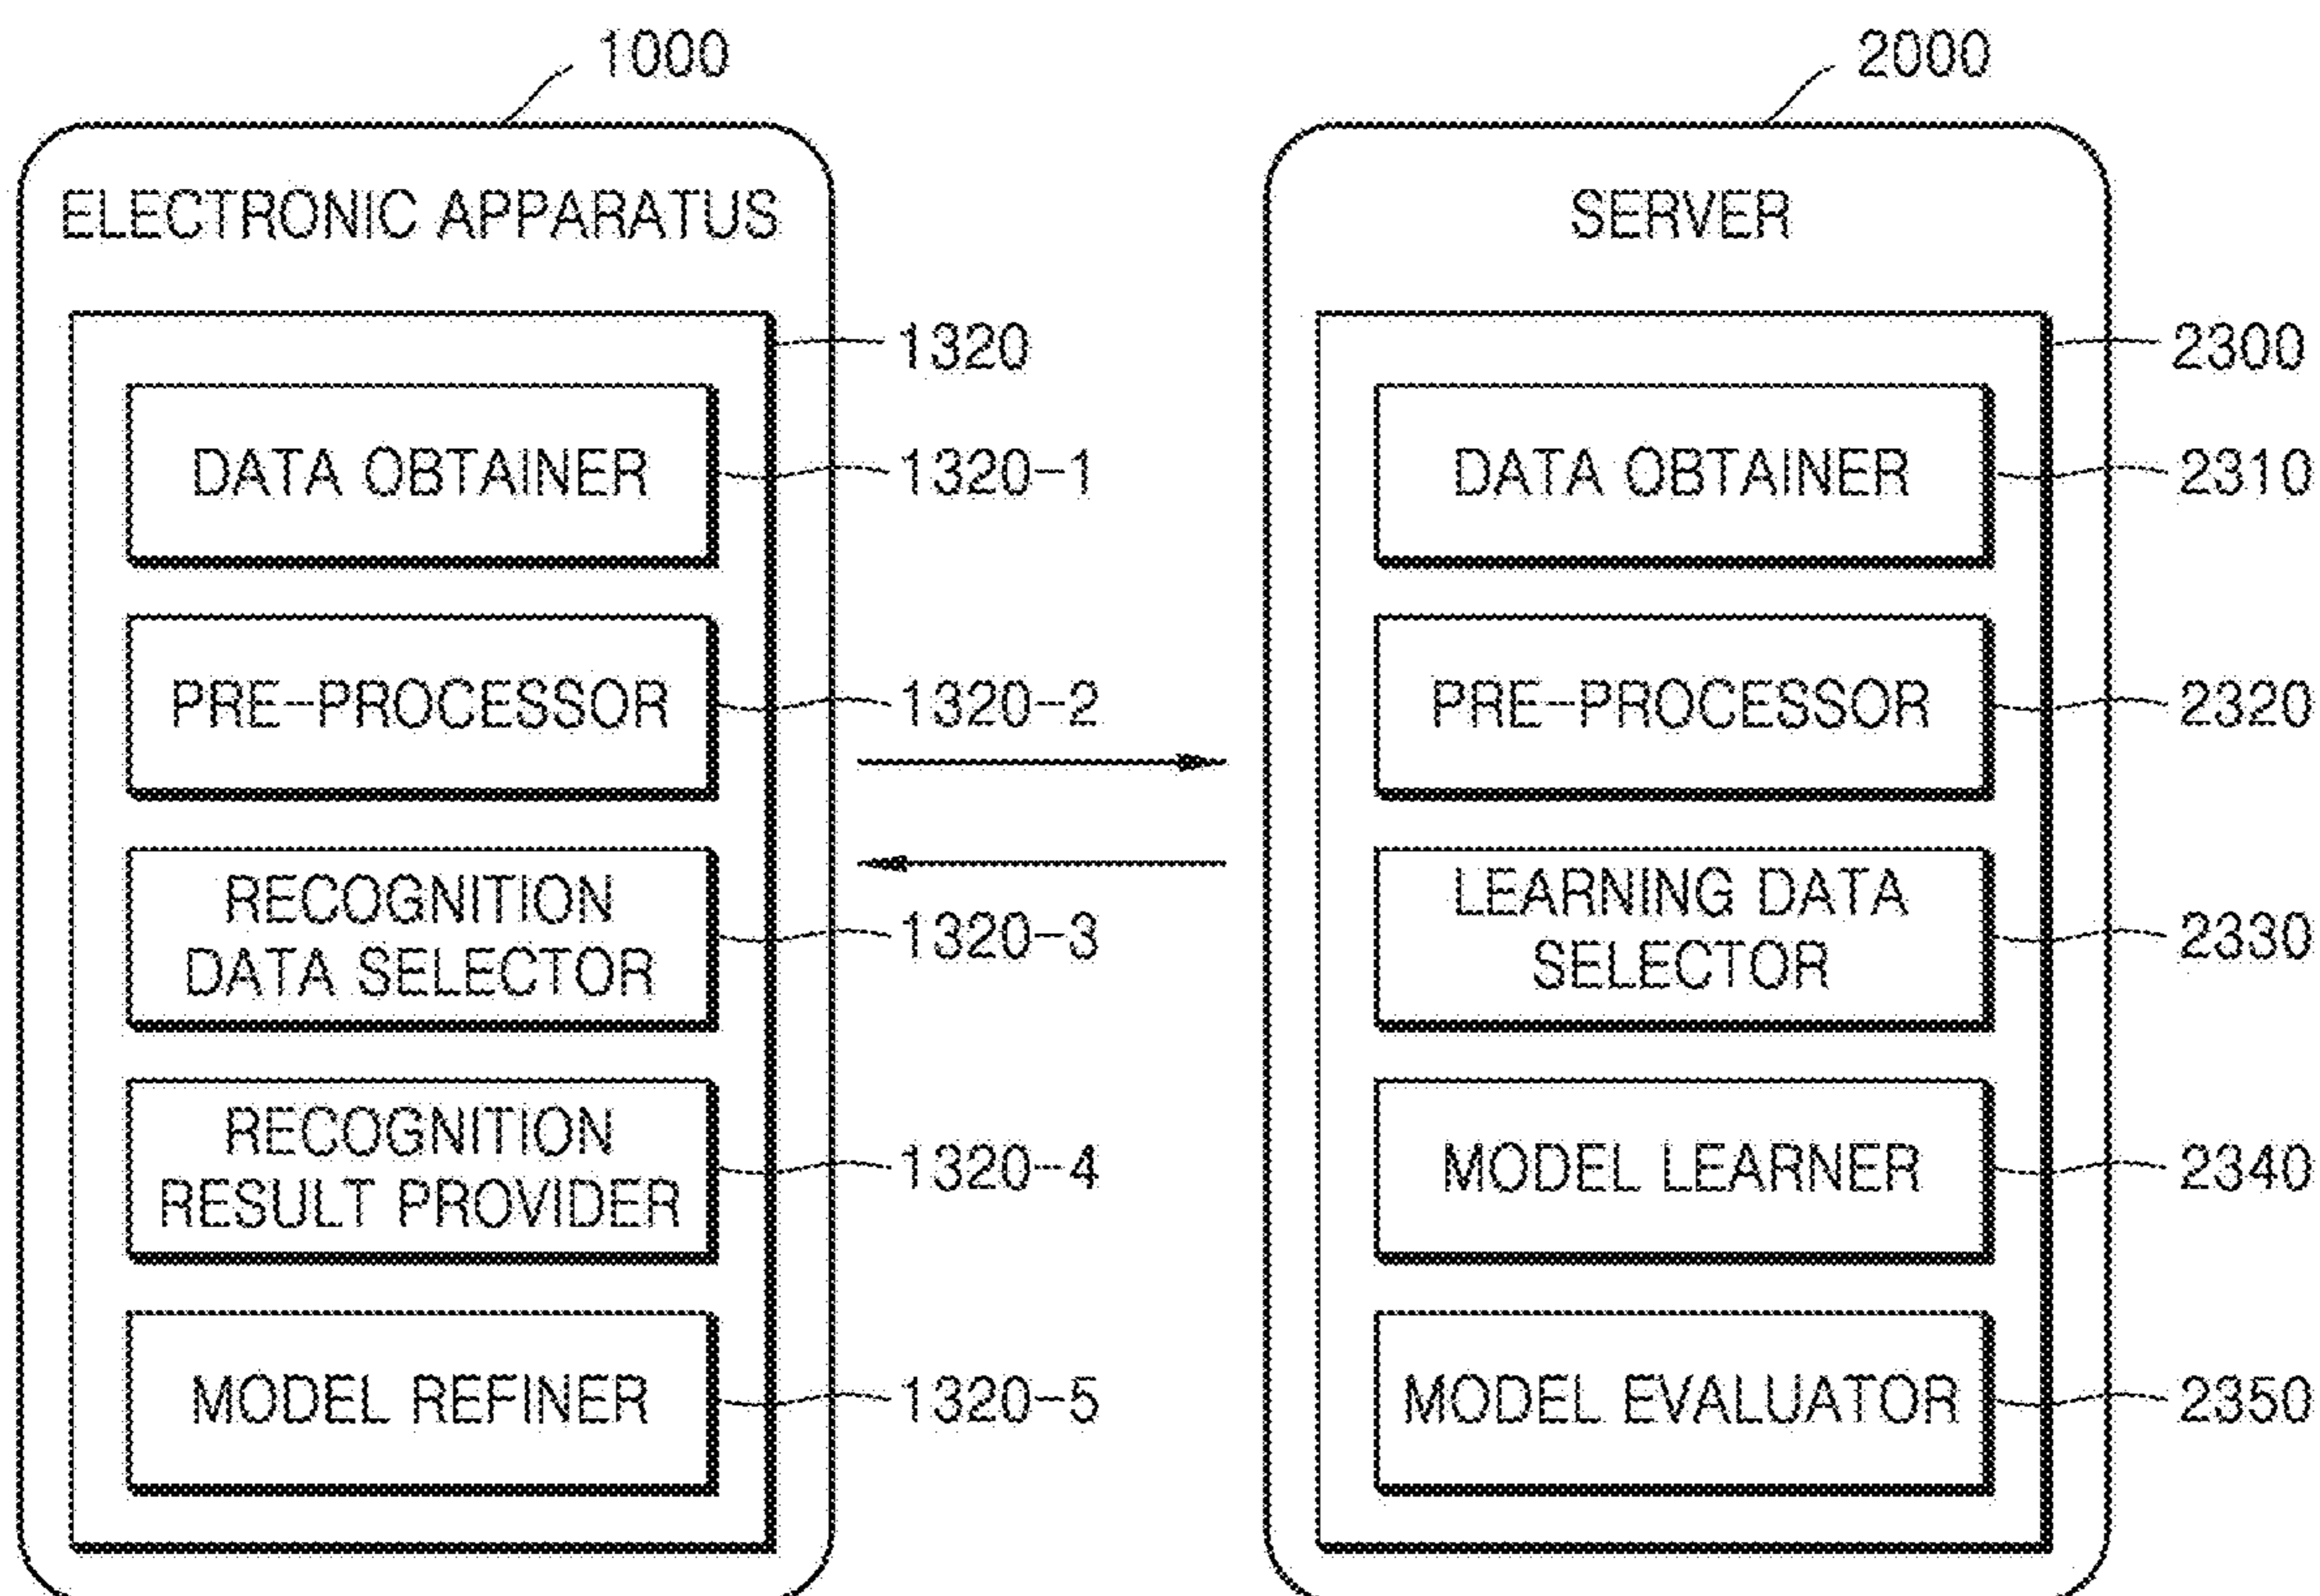 1000
ELECTRONIC APPARATUS
1320
DATA OBTAINER
1320-1
PRE-PROCESSOR
1320-2
RECOGNITION
DATA SELECTOR
1320-3
RECOGNITION
RESULT PROVIDER
1320-4
MODEL REFINER
1320-5
2000
SERVER
2300
DATA OBTAINER
2310
PRE-PROCESSOR
2320
LEARNING DATA
SELECTOR
2330
MODEL LEARNER
2340
MODEL EVALUATOR
2350